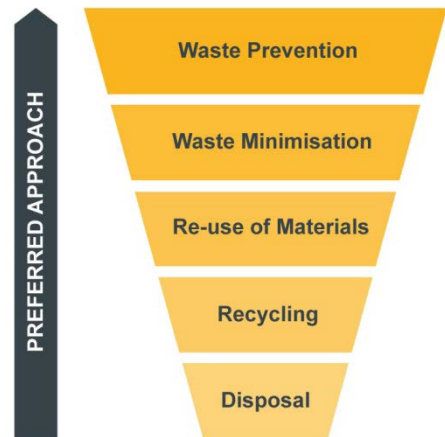 PREFERRED APPROACH
Waste Prevention
Waste Minimisation
Re-use of Materials
Recycling
Disposal